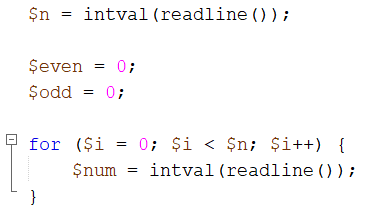 $n = intval(readline());
$even = 0;
$odd = 0;
for ($i = 0; $i < $n; $i++) {
    $num = intval(readline());
}